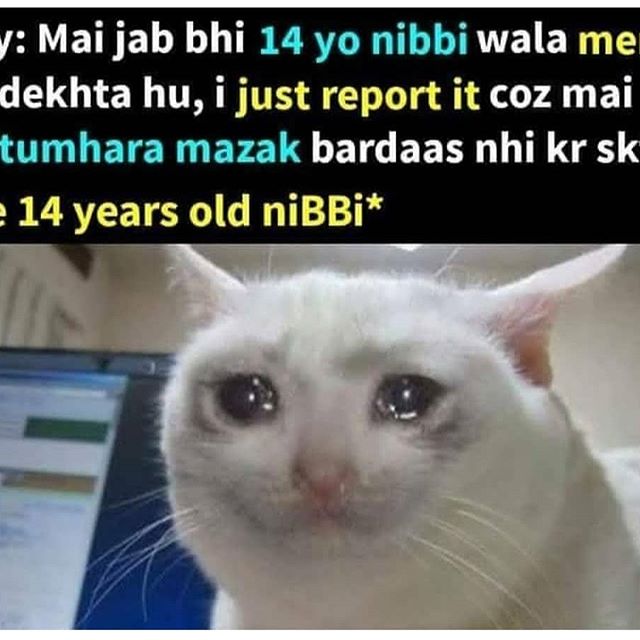 y: Mai jab bhi 14 yo nibbi wala me
dekhta hu, i just report it coz mai
tumhara mazak bardaas nhi kr sk
14 years old niBBi*